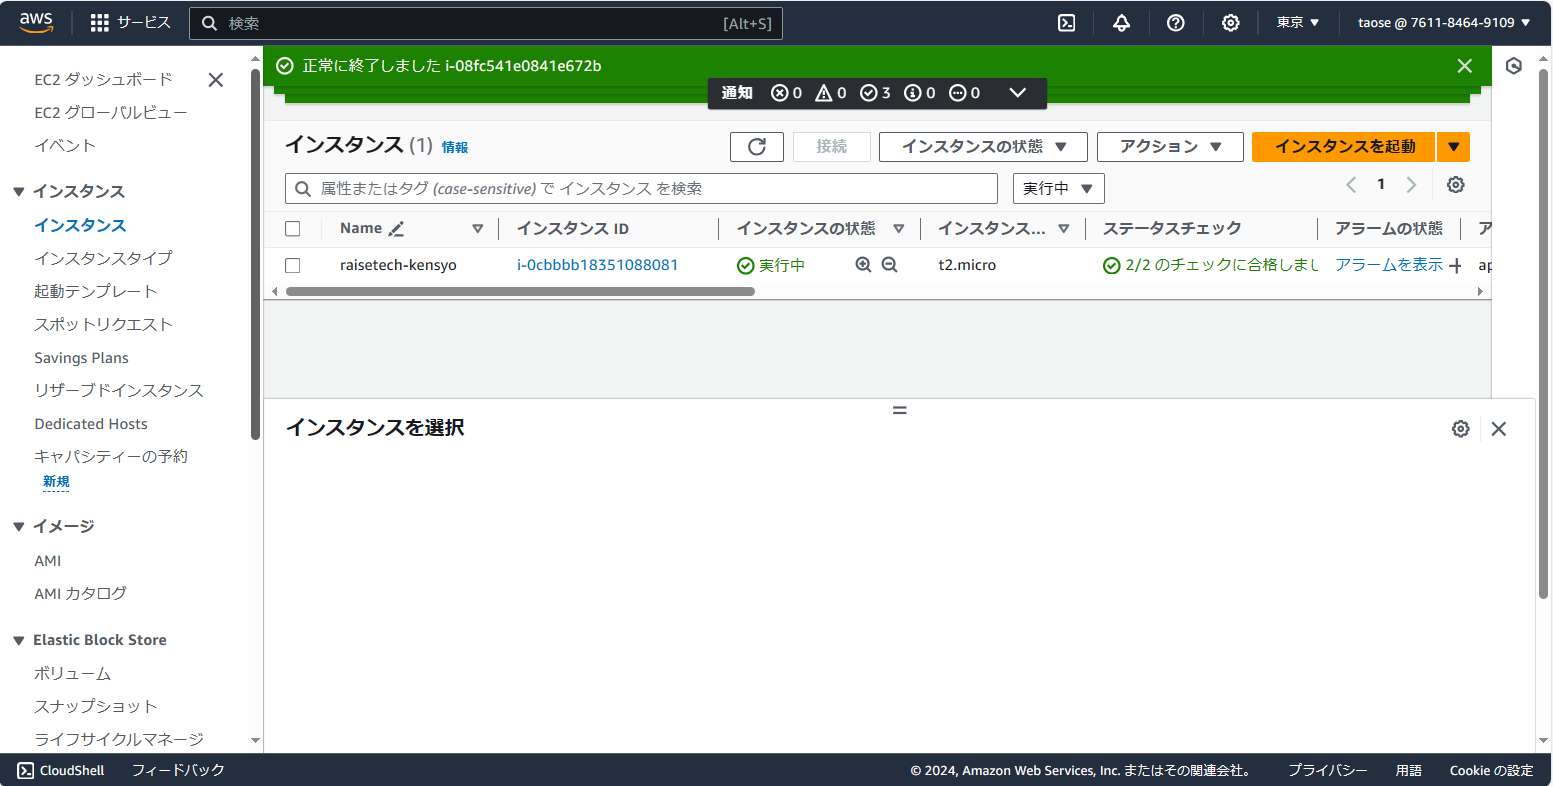 aws
サービス
検索
[Alt+S]
東京
taose @ 7611-8464-9109
EC2 ダッシュボード
EC2 グローバルビュー
イベント
インスタンス
インスタンス
インスタンスタイプ
起動テンプレート
スポットリクエスト
Savings Plans
リザーブドインスタンス
Dedicated Hosts
キャパシティーの予約
新規
イメージ
AMI
AMI カタログ
Elastic Block Store
ボリューム
スナップショット
ライフサイクルマネージ
正常に終了しました i-08fc541e0841e672b
通知 0 0 3 0 0
インスタンス (1) 情報
接続
インスタンスの状態
アクション
インスタンスを起動
属性またはタグ (case-sensitive) で インスタンス を検索
実行中
1
Name インスタンス ID インスタンスの状態 インスタンス... ステータスチェック アラームの状態 ア
raisetech-kensyo i-0cbbbb18351088081 実行中 t2.micro 2/2 のチェックに合格しまし アラームを表示 ap
インスタンスを選択
CloudShell フィードバック © 2024, Amazon Web Services, Inc. またはその関連会社。 プライバシー 用語 Cookie の設定